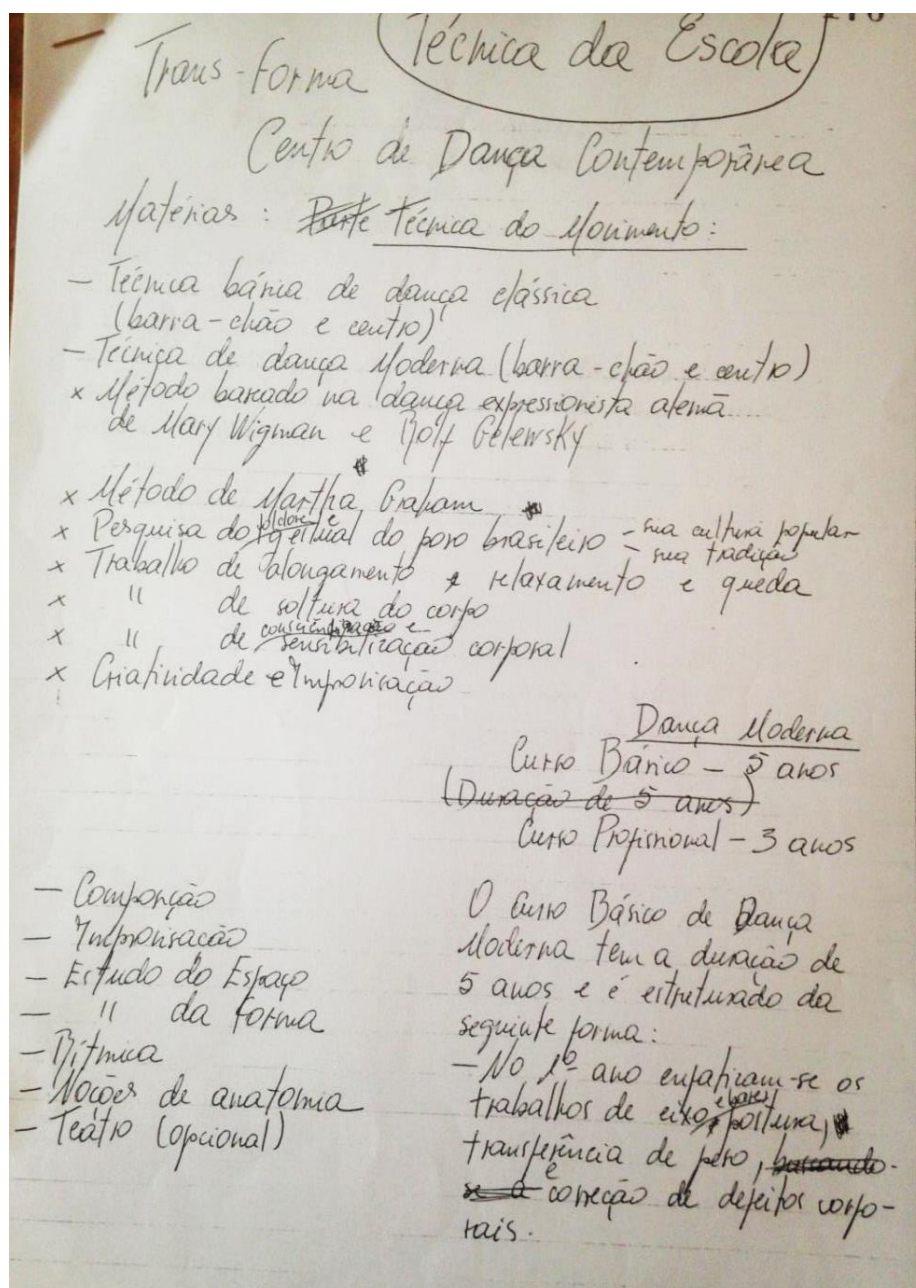 Técnica da Escola
Trans-Forma
Centro de Dança Contemporânea
Matérias : Parte Técnica do Movimento:
- Técnica básica de dança clássica
(barra-chão e centro)
- Técnica de dança Moderna (barra-chão e centro)
x Método baseado na dança expressionista alemã
de Mary Wigman e Rolf Gelewsky
x Método de Martha Graham
x Pesquisa do folclore e gestual do povo brasileiro - sua cultura popular
- sua tradição
x Trabalho de alongamento e relaxamento e queda
x " de soltura do corpo
x " de conscientização e sensibilização corporal
x Criatividade e Improvisação
Dança Moderna
Curso Básico - 5 anos
(Duração de 5 anos)
Curso Profissional - 3 anos
- Composição
- Improvisação
- Estudo do Espaço
- " da forma
- Rítmica
- Noções de anatomia
- Teatro (opcional)
O Curso Básico de Dança
Moderna tem a duração de
5 anos e é estruturado da
seguinte forma:
- No 1º ano enfatizam-se os
trabalhos de eixo, postura,
transferência de peso, buscando-
se a e correção de defeitos corpo-
rais.